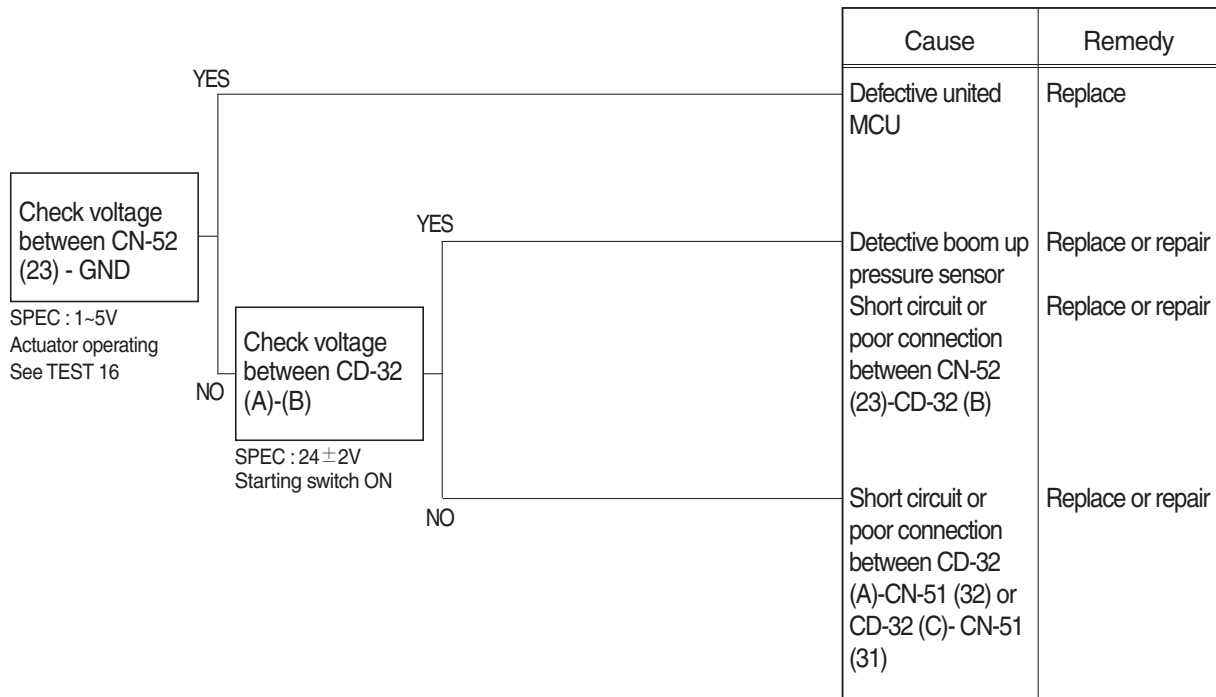 Cause
Remedy
YES
Defective united
MCU
Replace
Check voltage
between CN-52
(23) - GND
SPEC : 1~5V
Actuator operating
See TEST 16
YES
Detective boom up
pressure sensor
Replace or repair
Short circuit or
poor connection
between CN-52
(23)-CD-32 (B)
Replace or repair
NO
Check voltage
between CD-32
(A)-(B)
SPEC : 24±2V
Starting switch ON
NO
Short circuit or
poor connection
between CD-32
(A)-CN-51 (32) or
CD-32 (C)- CN-51
(31)
Replace or repair